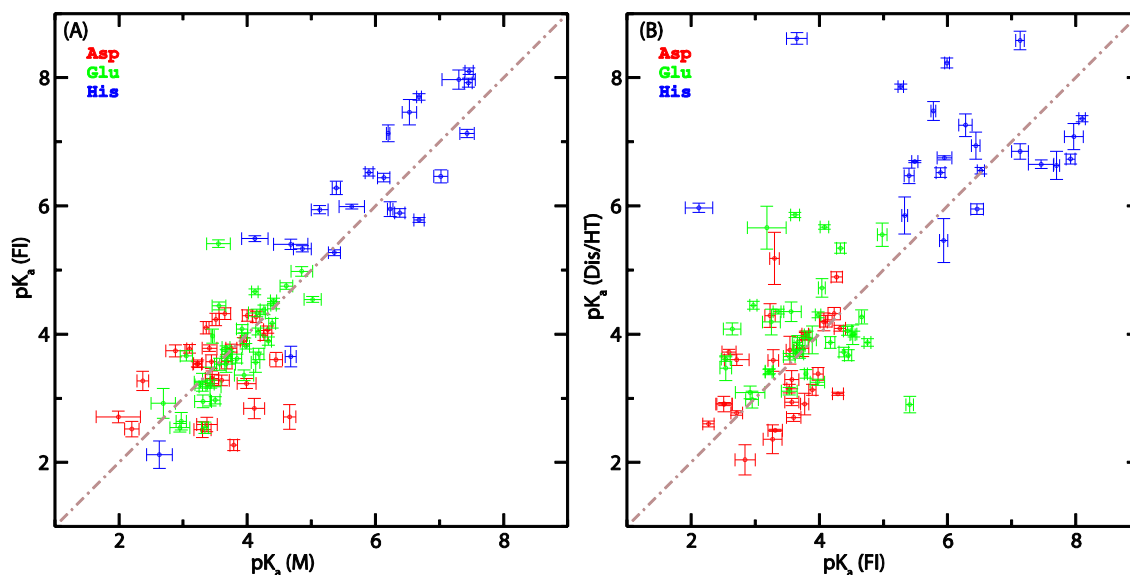 (A)
Asp
Glu
His
pKa (FI)
8
6
4
2
2 4 6 8
pKa (M)
(B)
Asp
Glu
His
pKa (Dis/HT)
8
6
4
2
2 4 6 8
pKa (FI)